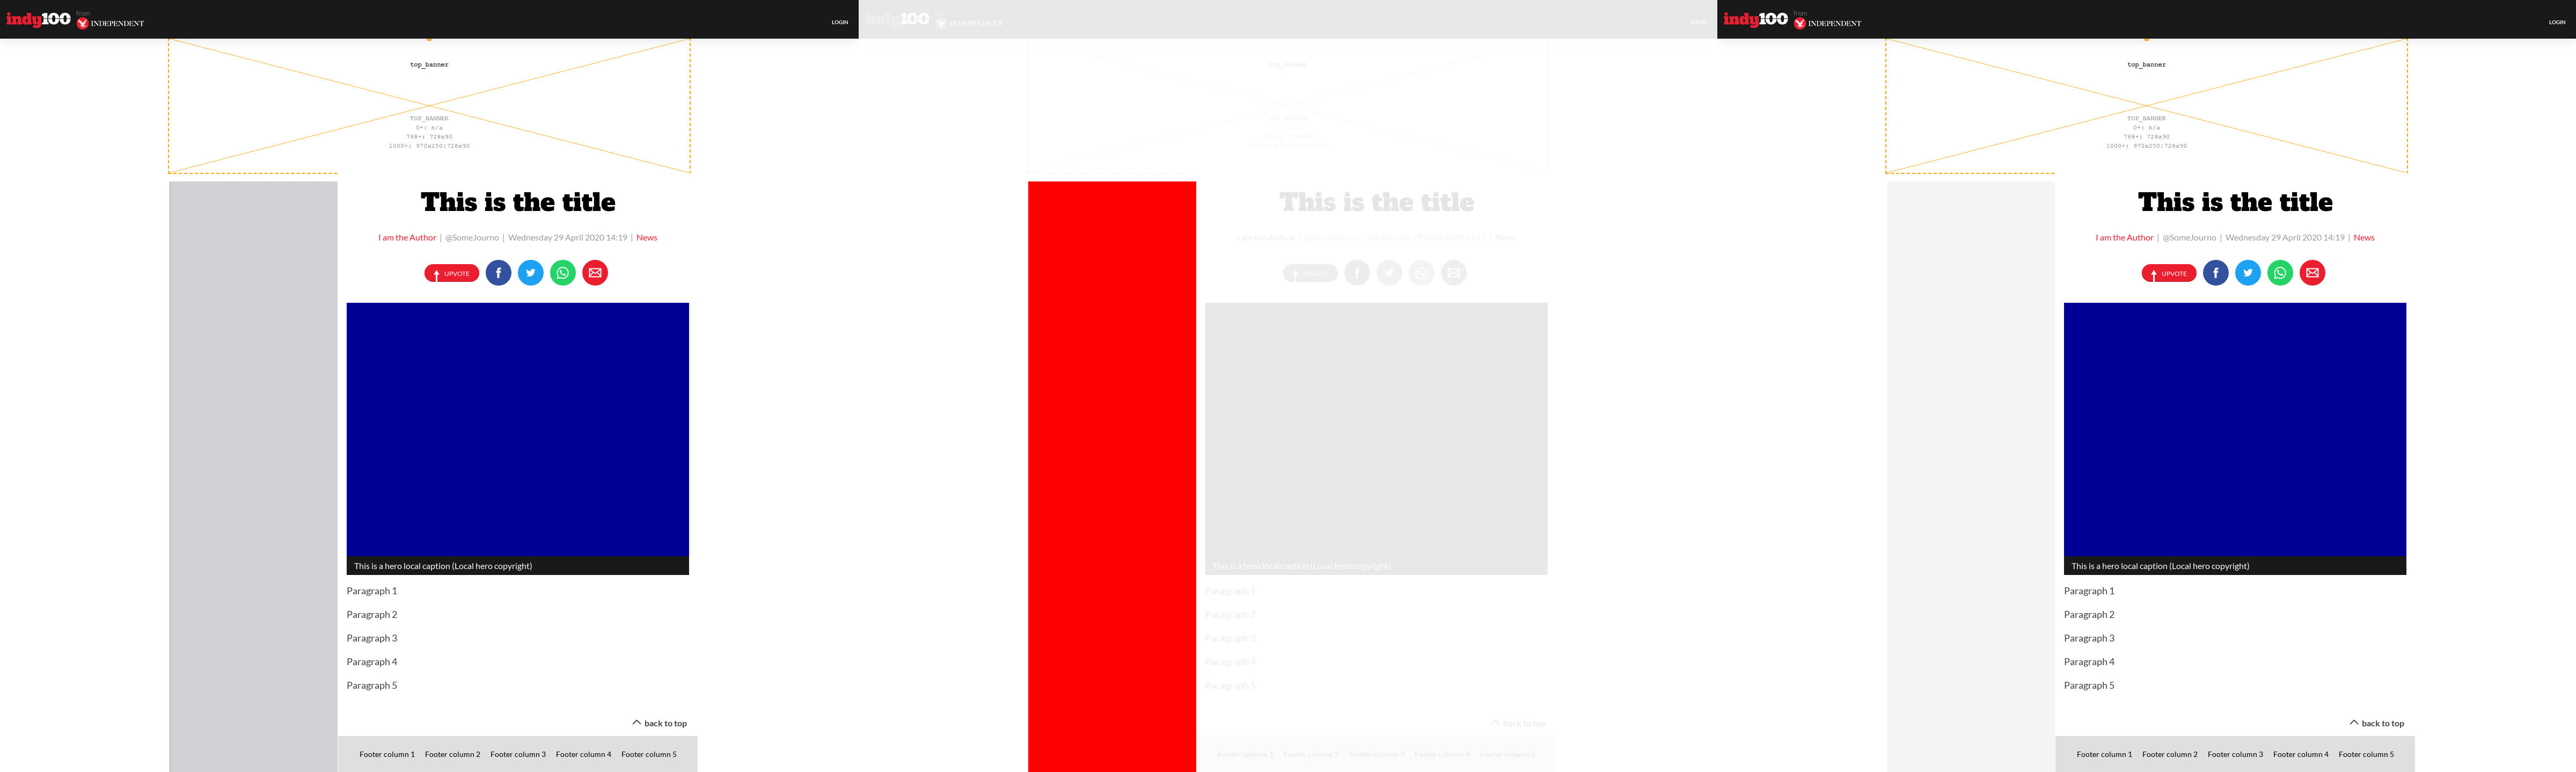 indy100 from INDEPENDENT LOGIN
top_banner
TOP_BANNER
0+: n/a
768+: 728x90
1000+: 970x250|728x90
This is the title
I am the Author | @SomeJourno | Wednesday 29 April 2020 14:19 | News
UPVOTE
This is a hero local caption (Local hero copyright)
Paragraph 1
Paragraph 2
Paragraph 3
Paragraph 4
Paragraph 5
back to top
Footer column 1 Footer column 2 Footer column 3 Footer column 4 Footer column 5
indy100 INDEPENDENT LOGIN
top_banner
This is the title
I am the Author | @SomeJourno | Wednesday 29 April 2020 14:19 | News
UPVOTE
This is a hero local caption (Local hero copyright)
Paragraph 1
Paragraph 2
Paragraph 3
Paragraph 4
Paragraph 5
back to top
Footer column 1 Footer column 2 Footer column 3 Footer column 4 Footer column 5
indy100 from INDEPENDENT LOGIN
top_banner
TOP_BANNER
0+: n/a
768+: 728x90
1000+: 970x250|728x90
This is the title
I am the Author | @SomeJourno | Wednesday 29 April 2020 14:19 | News
UPVOTE
This is a hero local caption (Local hero copyright)
Paragraph 1
Paragraph 2
Paragraph 3
Paragraph 4
Paragraph 5
back to top
Footer column 1 Footer column 2 Footer column 3 Footer column 4 Footer column 5